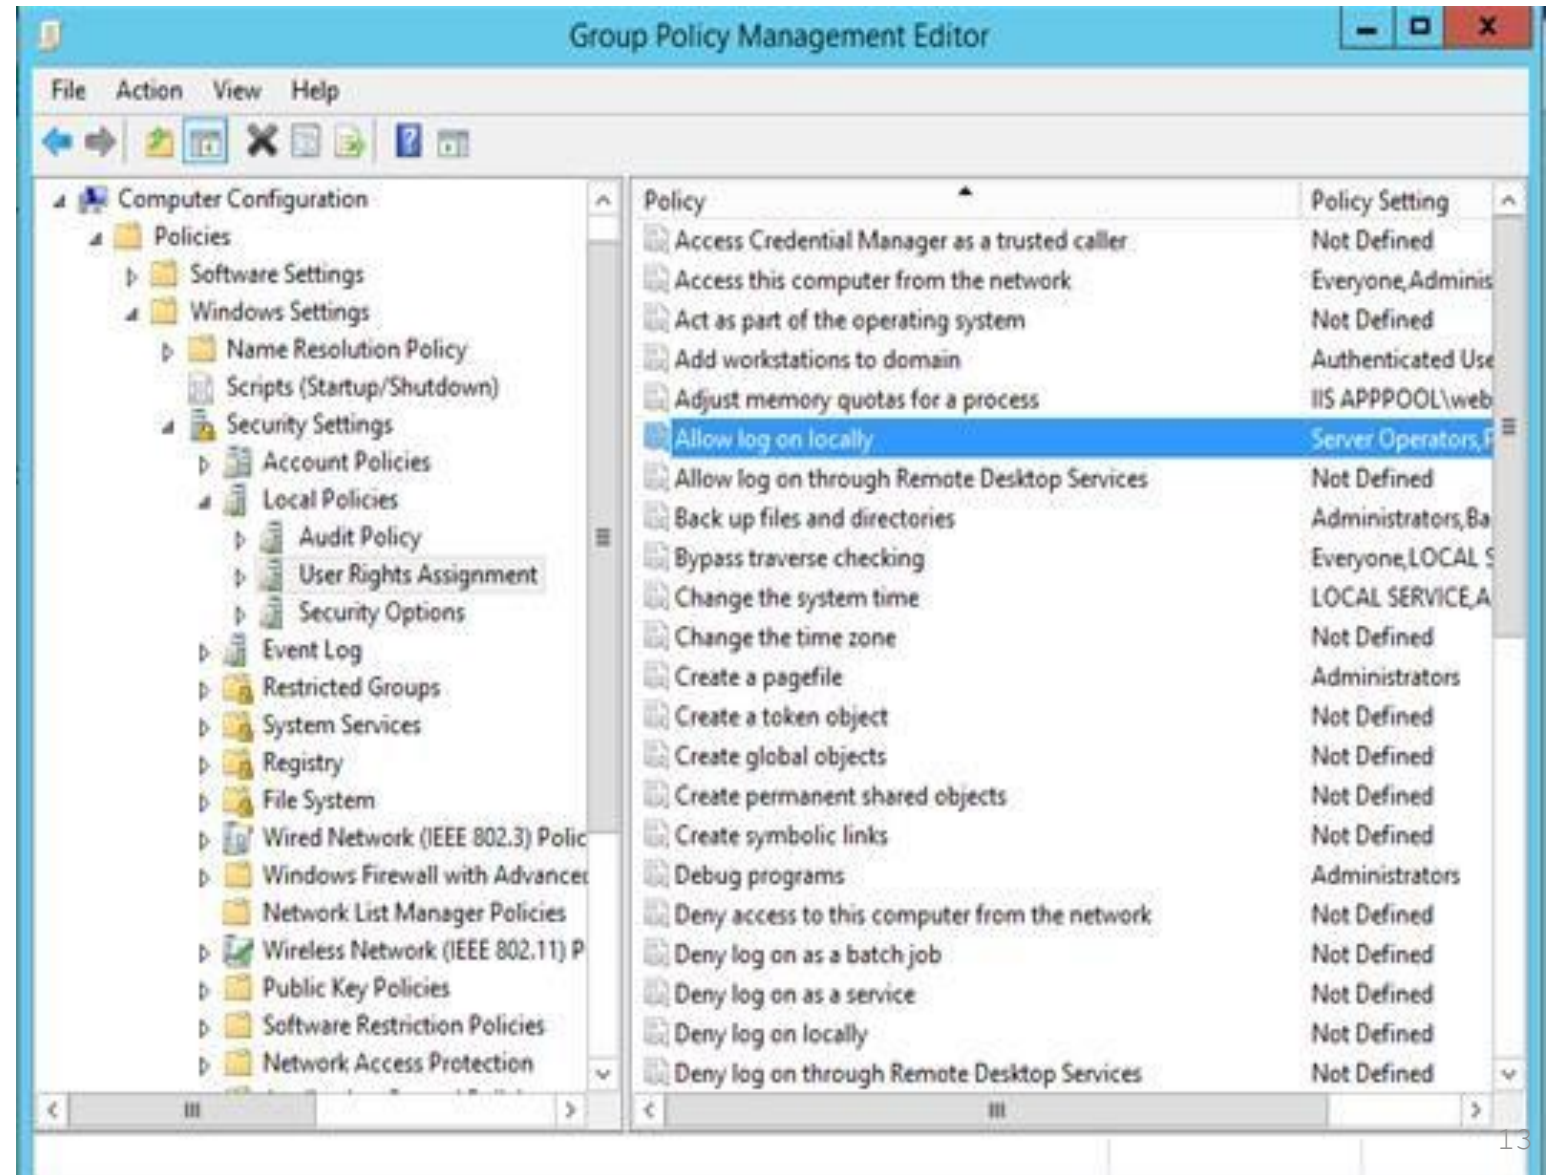 Group Policy Management Editor
File Action View Help
Computer Configuration
Policies
Software Settings
Windows Settings
Name Resolution Policy
Scripts (Startup/Shutdown)
Security Settings
Account Policies
Local Policies
Audit Policy
User Rights Assignment
Security Options
Event Log
Restricted Groups
System Services
Registry
File System
Wired Network (IEEE 802.3) Polic
Windows Firewall with Advanced
Network List Manager Policies
Wireless Network (IEEE 802.11) P
Public Key Policies
Software Restriction Policies
Network Access Protection
Policy Policy Setting
Access Credential Manager as a trusted caller Not Defined
Access this computer from the network Everyone,Adminis
Act as part of the operating system Not Defined
Add workstations to domain Authenticated Use
Adjust memory quotas for a process IIS APPPOOL\web
Allow log on locally Server Operators,P
Allow log on through Remote Desktop Services Not Defined
Back up files and directories Administrators,Ba
Bypass traverse checking Everyone,LOCAL S
Change the system time LOCAL SERVICE,A
Change the time zone Not Defined
Create a pagefile Administrators
Create a token object Not Defined
Create global objects Not Defined
Create permanent shared objects Not Defined
Create symbolic links Not Defined
Debug programs Administrators
Deny access to this computer from the network Not Defined
Deny log on as a batch job Not Defined
Deny log on as a service Not Defined
Deny log on locally Not Defined
Deny log on through Remote Desktop Services Not Defined
13